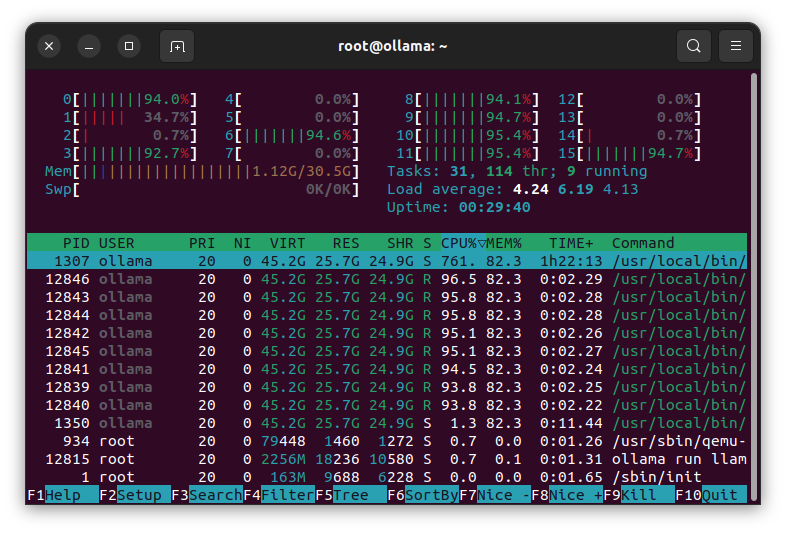 root@ollama: ~
0[|||||||94.0%] 4[ 0.0%] 8[|||||||94.1%] 12[ 0.0%]
1[||||| 34.7%] 5[ 0.0%] 9[|||||||94.7%] 13[ 0.0%]
2[| 0.7%] 6[|||||||94.6%] 10[|||||||95.4%] 14[| 0.7%]
3[|||||||92.7%] 7[ 0.0%] 11[|||||||95.4%] 15[|||||||94.7%]
Mem[|||||||||||||||||||1.12G/30.5G] Tasks: 31, 114 thr; 9 running
Swp[ 0K/0K] Load average: 4.24 6.19 4.13
Uptime: 00:29:40
PID USER PRI NI VIRT RES SHR S CPU%▽MEM% TIME+ Command
1307 ollama 20 0 45.2G 25.7G 24.9G S 761. 82.3 1h22:13 /usr/local/bin/
12846 ollama 20 0 45.2G 25.7G 24.9G R 96.5 82.3 0:02.29 /usr/local/bin/
12843 ollama 20 0 45.2G 25.7G 24.9G R 95.8 82.3 0:02.28 /usr/local/bin/
12844 ollama 20 0 45.2G 25.7G 24.9G R 95.8 82.3 0:02.28 /usr/local/bin/
12842 ollama 20 0 45.2G 25.7G 24.9G R 95.1 82.3 0:02.26 /usr/local/bin/
12845 ollama 20 0 45.2G 25.7G 24.9G R 95.1 82.3 0:02.27 /usr/local/bin/
12841 ollama 20 0 45.2G 25.7G 24.9G R 94.5 82.3 0:02.24 /usr/local/bin/
12839 ollama 20 0 45.2G 25.7G 24.9G R 93.8 82.3 0:02.25 /usr/local/bin/
12840 ollama 20 0 45.2G 25.7G 24.9G R 93.8 82.3 0:02.22 /usr/local/bin/
1350 ollama 20 0 45.2G 25.7G 24.9G S 1.3 82.3 0:11.44 /usr/local/bin/
934 root 20 0 79448 1460 1272 S 0.7 0.0 0:01.26 /usr/sbin/qemu-
12815 root 20 0 2256M 18236 10580 S 0.7 0.1 0:00.31 ollama run llam
1 root 20 0 163M 9688 6228 S 0.0 0.0 0:01.65 /sbin/init
F1Help F2Setup F3SearchF4FilterF5Tree F6SortByF7Nice -F8Nice +F9Kill F10Quit